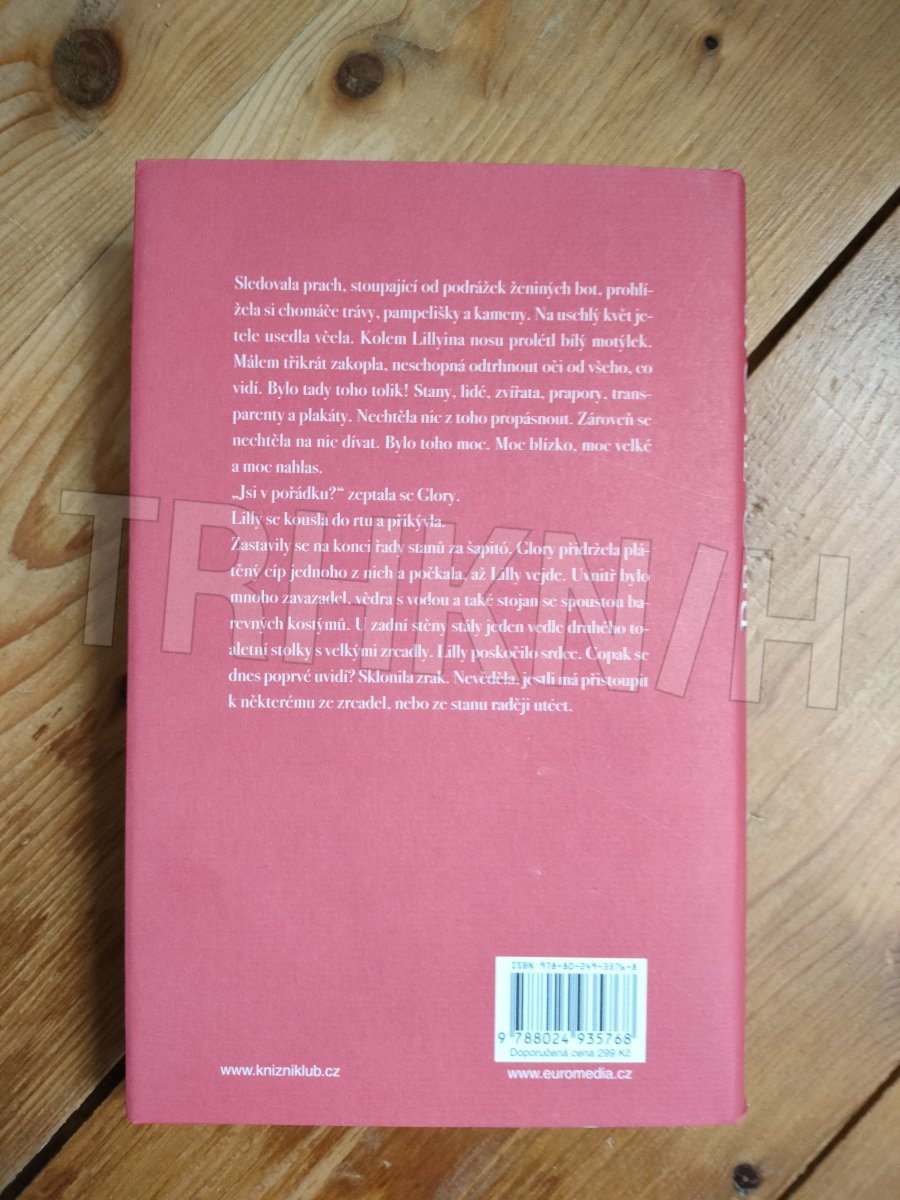 Sledovala prach, stoupající od podrážek ženiných bot, prohlí-
žela si chomáče trávy, pampelišky a kameny. Na uschlý květ je-
tele usedla včela. Kolem Lillyina nosu prolétl bílý motýlek.
Málem třikrát zakopla, neschopná odtrhnout oči od všeho, co
vidí. Bylo tady toho tolik! Stany, lidé, zvířata, prapory, trans-
parenty a plakáty. Nechtěla nic z toho propásnout. Zároveň se
nechtěla na nic dívat. Bylo toho moc. Moc blízko, moc velké
a moc nahlas.
„Jsi v pořádku?“ zeptala se Glory.
Lilly se kousla do rtu a přikývla.
Zastavily se na konci řady stanů za šapitó. Glory přidržela plá-
těný cíp jednoho z nich a počkala, až Lilly vejde. Uvnitř bylo
mnoho zavazadel, vědra s vodou a také stojan se spoustou ba-
revných kostýmů. U zadní stěny stály jeden vedle druhého to-
aletní stolky s velkými zrcadly. Lilly poskočilo srdce. Copak se
dnes poprvé uvidí? Sklonila zrak. Nevěděla, jestli má přistoupit
k některému ze zrcadel, nebo ze stanu raději utéct.
TRHKNIH
ISBN: 978-80-249-3576-8
9 788024 935768
Doporučená cena 299 Kč
www.knizniklub.cz
www.euromedia.cz